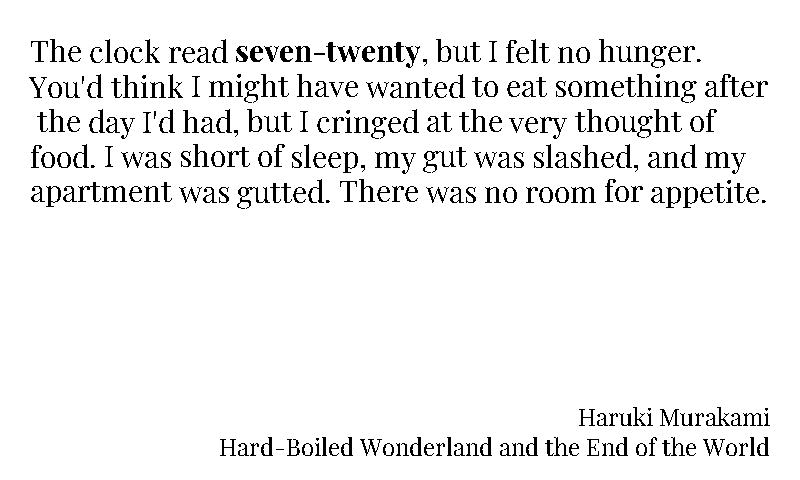 The clock read seven-twenty, but I felt no hunger.
You'd think I might have wanted to eat something after
the day I'd had, but I cringed at the very thought of
food. I was short of sleep, my gut was slashed, and my
apartment was gutted. There was no room for appetite.
Haruki Murakami
Hard-Boiled Wonderland and the End of the World